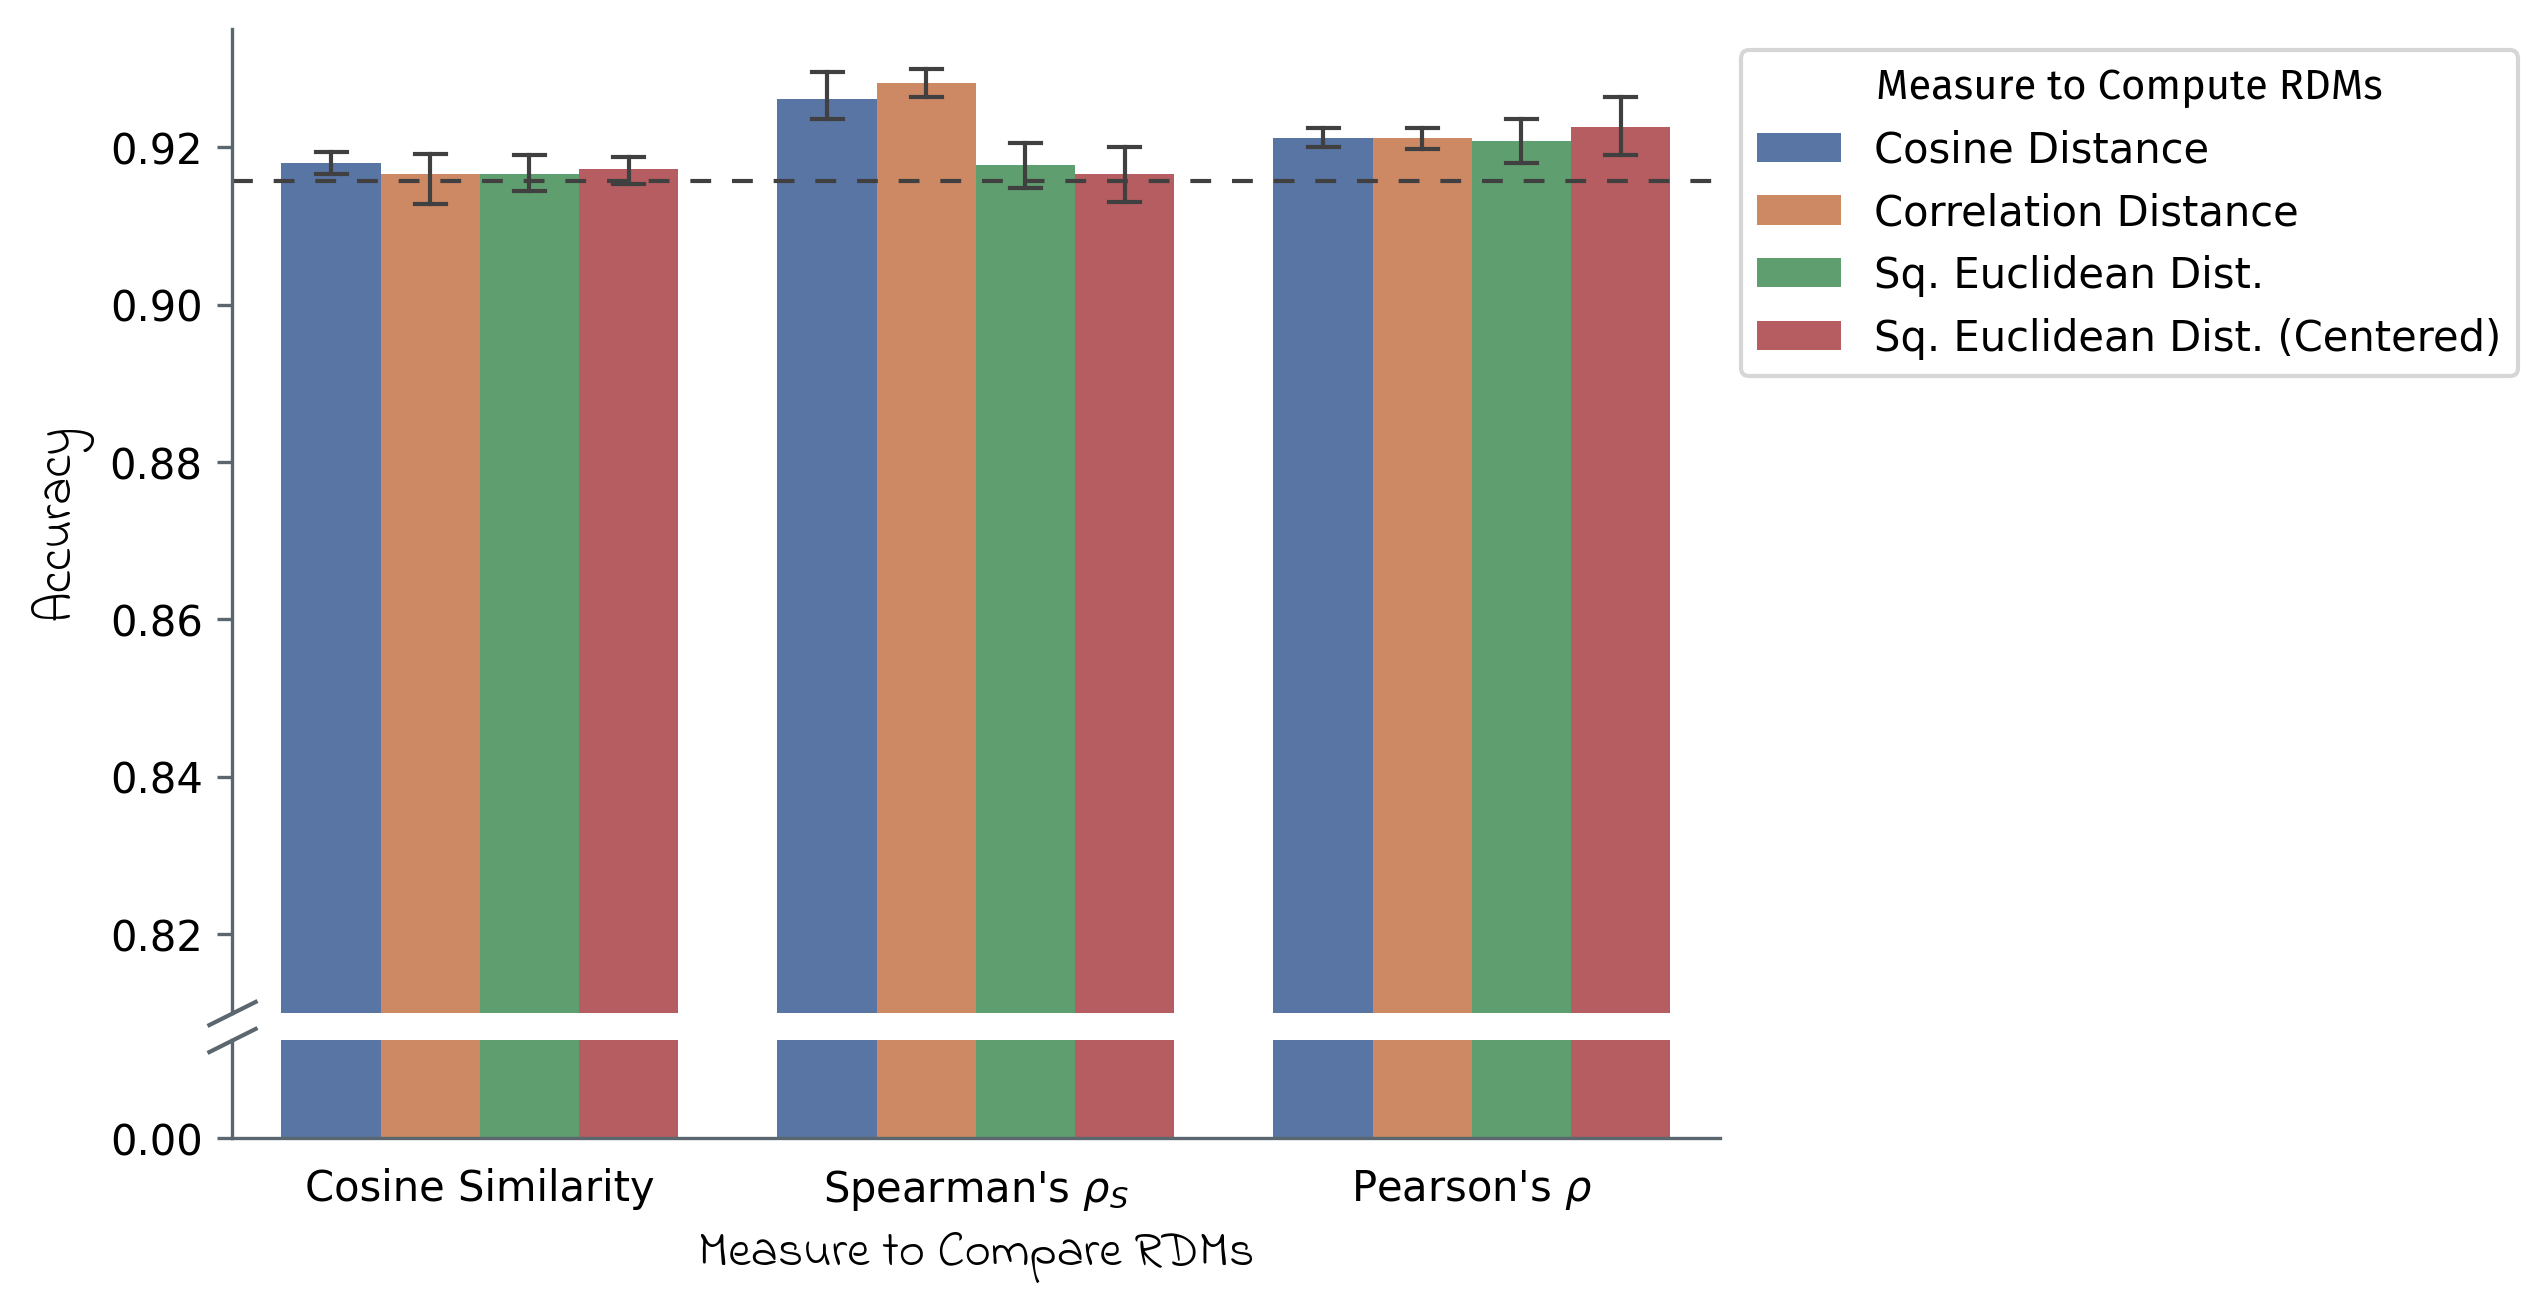 Accuracy
0.92
0.90
0.88
0.86
0.84
0.82
0.00
Cosine Similarity
Spearman's ρS
Pearson's ρ
Measure to Compare RDMs
Measure to Compute RDMs
Cosine Distance
Correlation Distance
Sq. Euclidean Dist.
Sq. Euclidean Dist. (Centered)